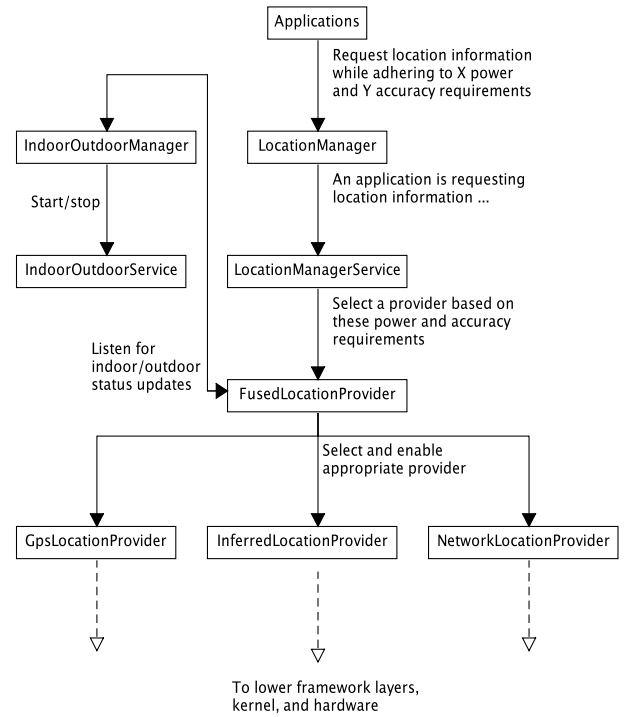 Applications
Request location information
while adhering to X power
and Y accuracy requirements
IndoorOutdoorManager
LocationManager
Start/stop
An application is requesting
location information ...
IndoorOutdoorService
LocationManagerService
Select a provider based on
these power and accuracy
requirements
Listen for
indoor/outdoor
status updates
FusedLocationProvider
Select and enable
appropriate provider
GpsLocationProvider
InferredLocationProvider
NetworkLocationProvider
To lower framework layers,
kernel, and hardware